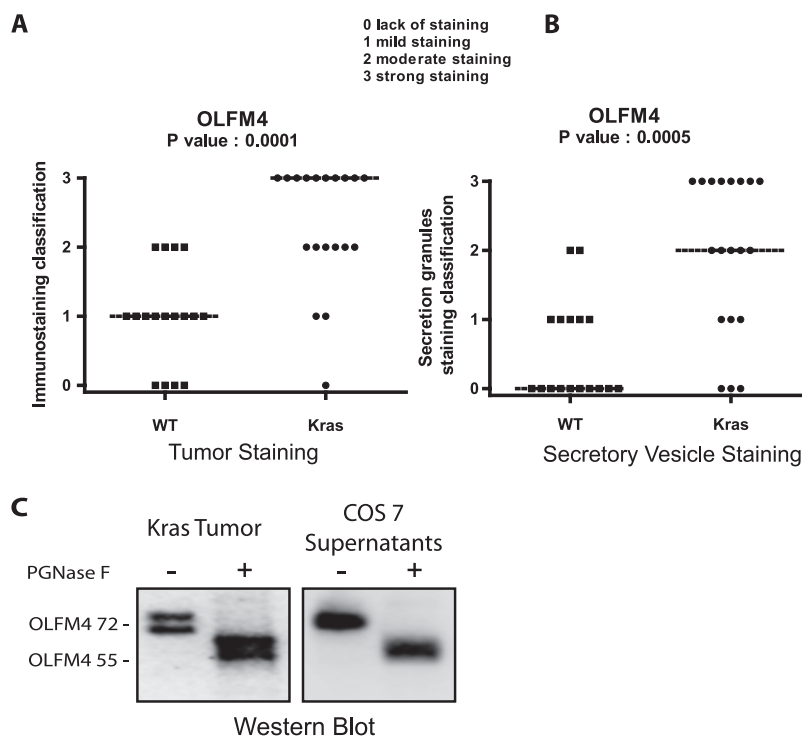 A
0 lack of staining
1 mild staining
2 moderate staining
3 strong staining
B
OLFM4
P value : 0.0001
Immunostaining classification
3
2
1
0
WT
Kras
Tumor Staining
OLFM4
P value : 0.0005
Secretion granules
staining classification
3
2
1
0
WT
Kras
Secretory Vesicle Staining
C
Kras Tumor
COS 7
Supernatants
PGNase F
- +
- +
OLFM4 72 -
OLFM4 55 -
Western Blot